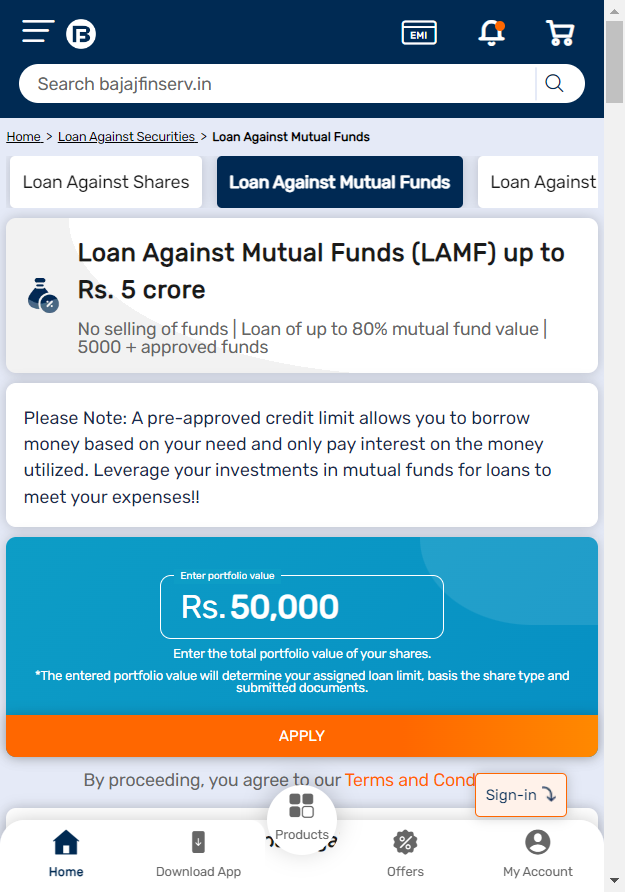 EMI
Search bajajfinserv.in
Home > Loan Against Securities > Loan Against Mutual Funds
Loan Against Shares
Loan Against Mutual Funds
Loan Against
Loan Against Mutual Funds (LAMF) up to
Rs. 5 crore
No selling of funds | Loan of up to 80% mutual fund value |
5000 + approved funds
Please Note: A pre-approved credit limit allows you to borrow
money based on your need and only pay interest on the money
utilized. Leverage your investments in mutual funds for loans to
meet your expenses!!
Enter portfolio value
Rs. 50,000
Enter the total portfolio value of your shares.
*The entered portfolio value will determine your assigned loan limit, basis the share type and
submitted documents.
APPLY
By proceeding, you agree to our Terms and Cond
Sign-in
Products
Home
Download App
Offers
My Account